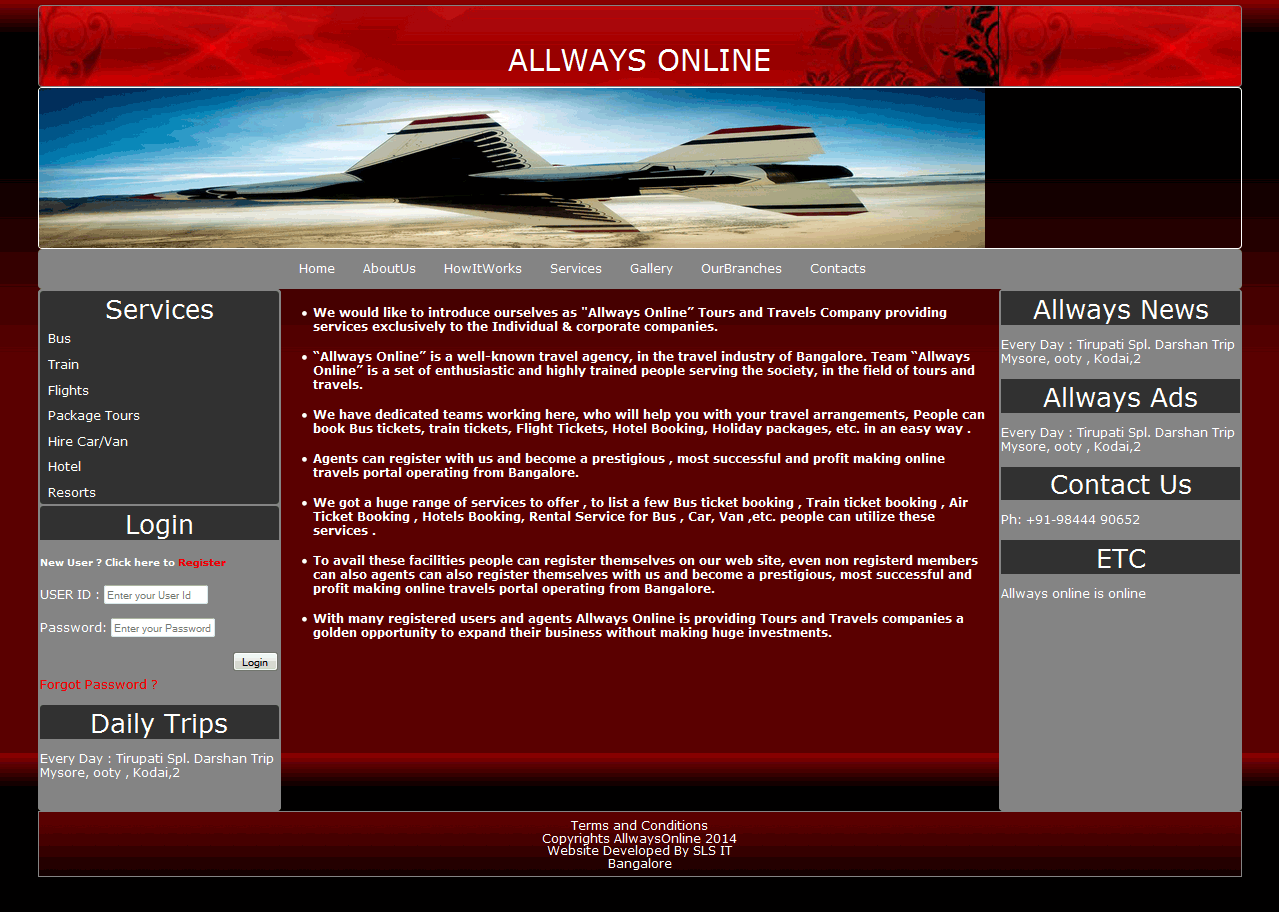 ALLWAYS ONLINE
Home AboutUs HowItWorks Services Gallery OurBranches Contacts
Services
Bus
Train
Flights
Package Tours
Hire Car/Van
Hotel
Resorts
Login
New User ? Click here to Register
USER ID : Enter your User Id
Password: Enter your Password
Login
Forgot Password ?
Daily Trips
Every Day : Tirupati Spl. Darshan Trip
Mysore, ooty , Kodai,2
• We would like to introduce ourselves as "Allways Online” Tours and Travels Company providing
services exclusively to the Individual & corporate companies.
• “Allways Online” is a well-known travel agency, in the travel industry of Bangalore. Team “Allways
Online” is a set of enthusiastic and highly trained people serving the society, in the field of tours and
travels.
• We have dedicated teams working here, who will help you with your travel arrangements, People can
book Bus tickets, train tickets, Flight Tickets, Hotel Booking, Holiday packages, etc. in an easy way .
• Agents can register with us and become a prestigious , most successful and profit making online
travels portal operating from Bangalore.
• We got a huge range of services to offer , to list a few Bus ticket booking , Train ticket booking , Air
Ticket Booking , Hotels Booking, Rental Service for Bus , Car, Van ,etc. people can utilize these
services .
• To avail these facilities people can register themselves on our web site, even non registerd members
can also agents can also register themselves with us and become a prestigious, most successful and
profit making online travels portal operating from Bangalore.
• With many registered users and agents Allways Online is providing Tours and Travels companies a
golden opportunity to expand their business without making huge investments.
Allways News
Every Day : Tirupati Spl. Darshan Trip
Mysore, ooty , Kodai,2
Allways Ads
Every Day : Tirupati Spl. Darshan Trip
Mysore, ooty , Kodai,2
Contact Us
Ph: +91-98444 90652
ETC
Allways online is online
Terms and Conditions
Copyrights AllwaysOnline 2014
Website Developed By SLS IT
Bangalore